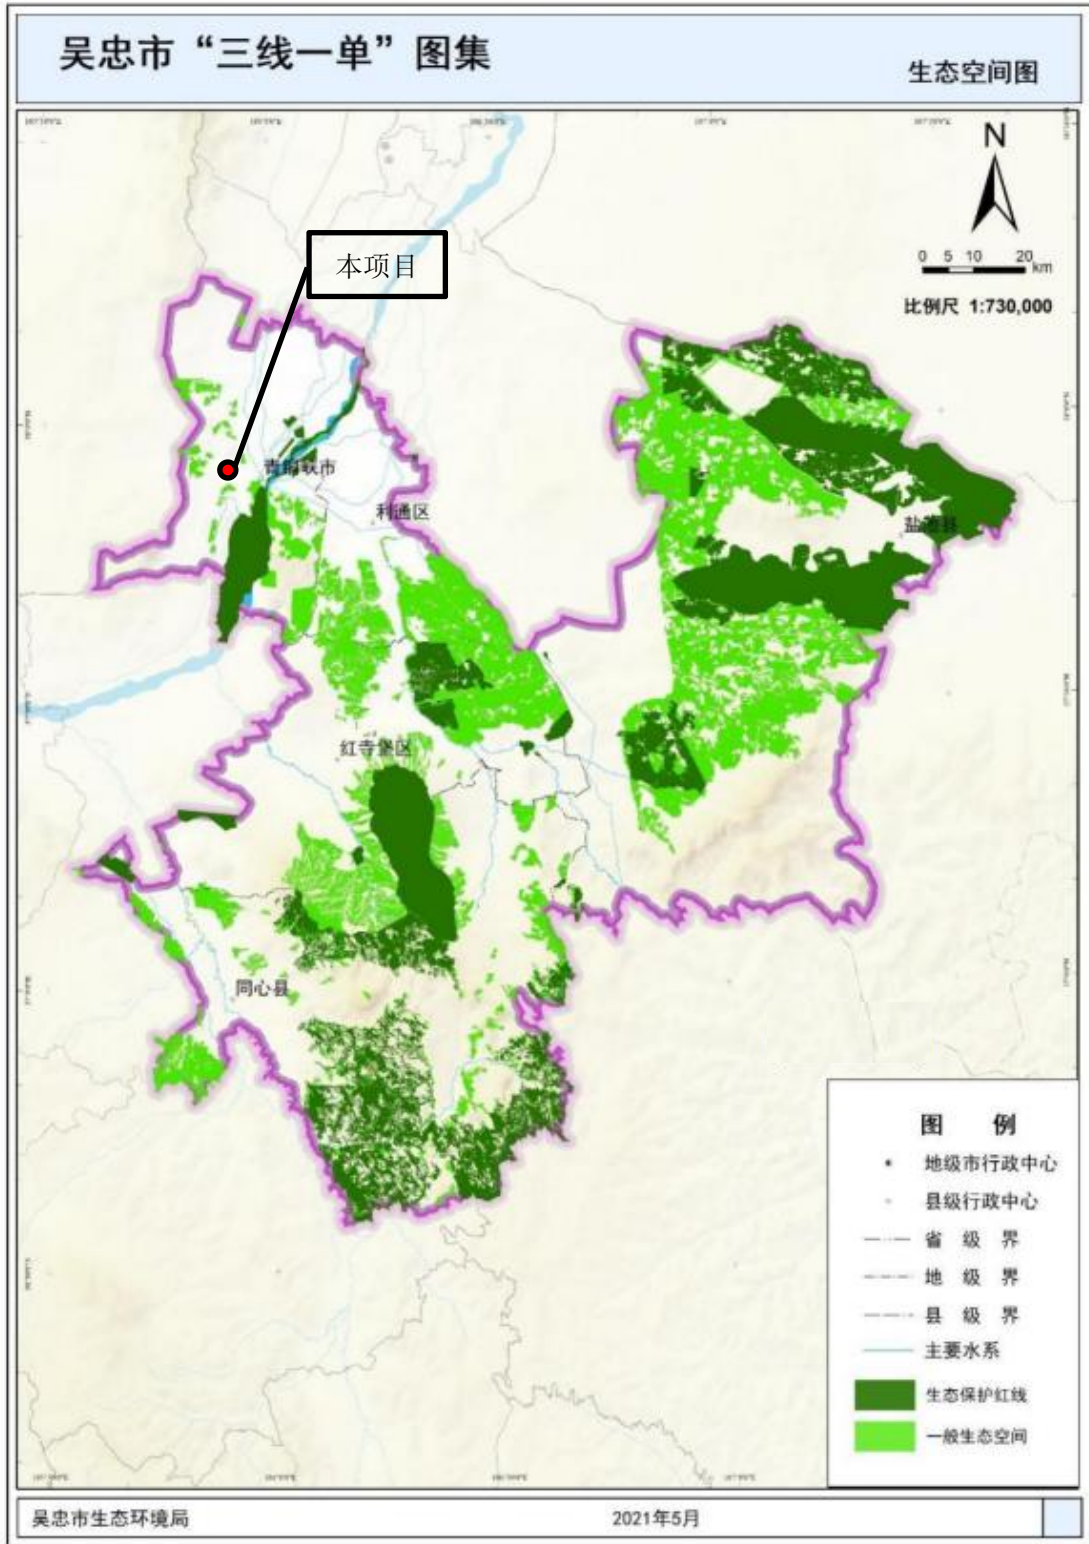 吴忠市“三线一单”图集
生态空间图
N
0 5 10 20
km
比例尺 1:730,000
本项目
青铜峡市
利通区
盐池县
红寺堡区
同心县
图 例
地级市行政中心
县级行政中心
省 级 界
地 级 界
县 级 界
主要水系
生态保护红线
一般生态空间
吴忠市生态环境局
2021年5月